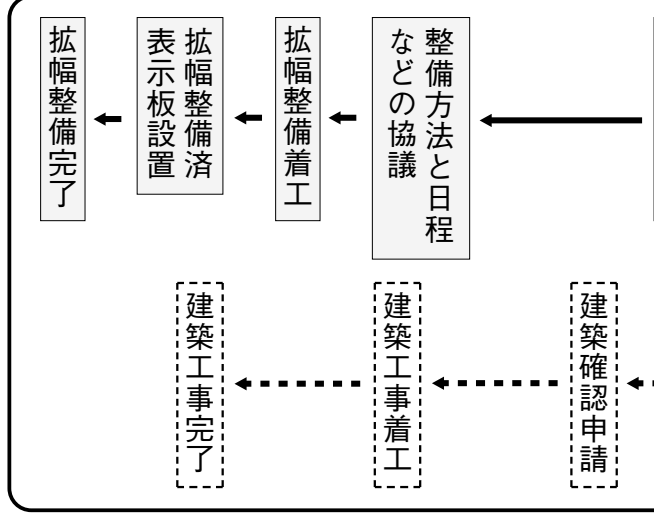 整備方法と日程
などの協議
拡幅整備着工
拡幅整備済
表示板設置
拡幅整備完了
建築確認申請
建築工事着工
建築工事完了